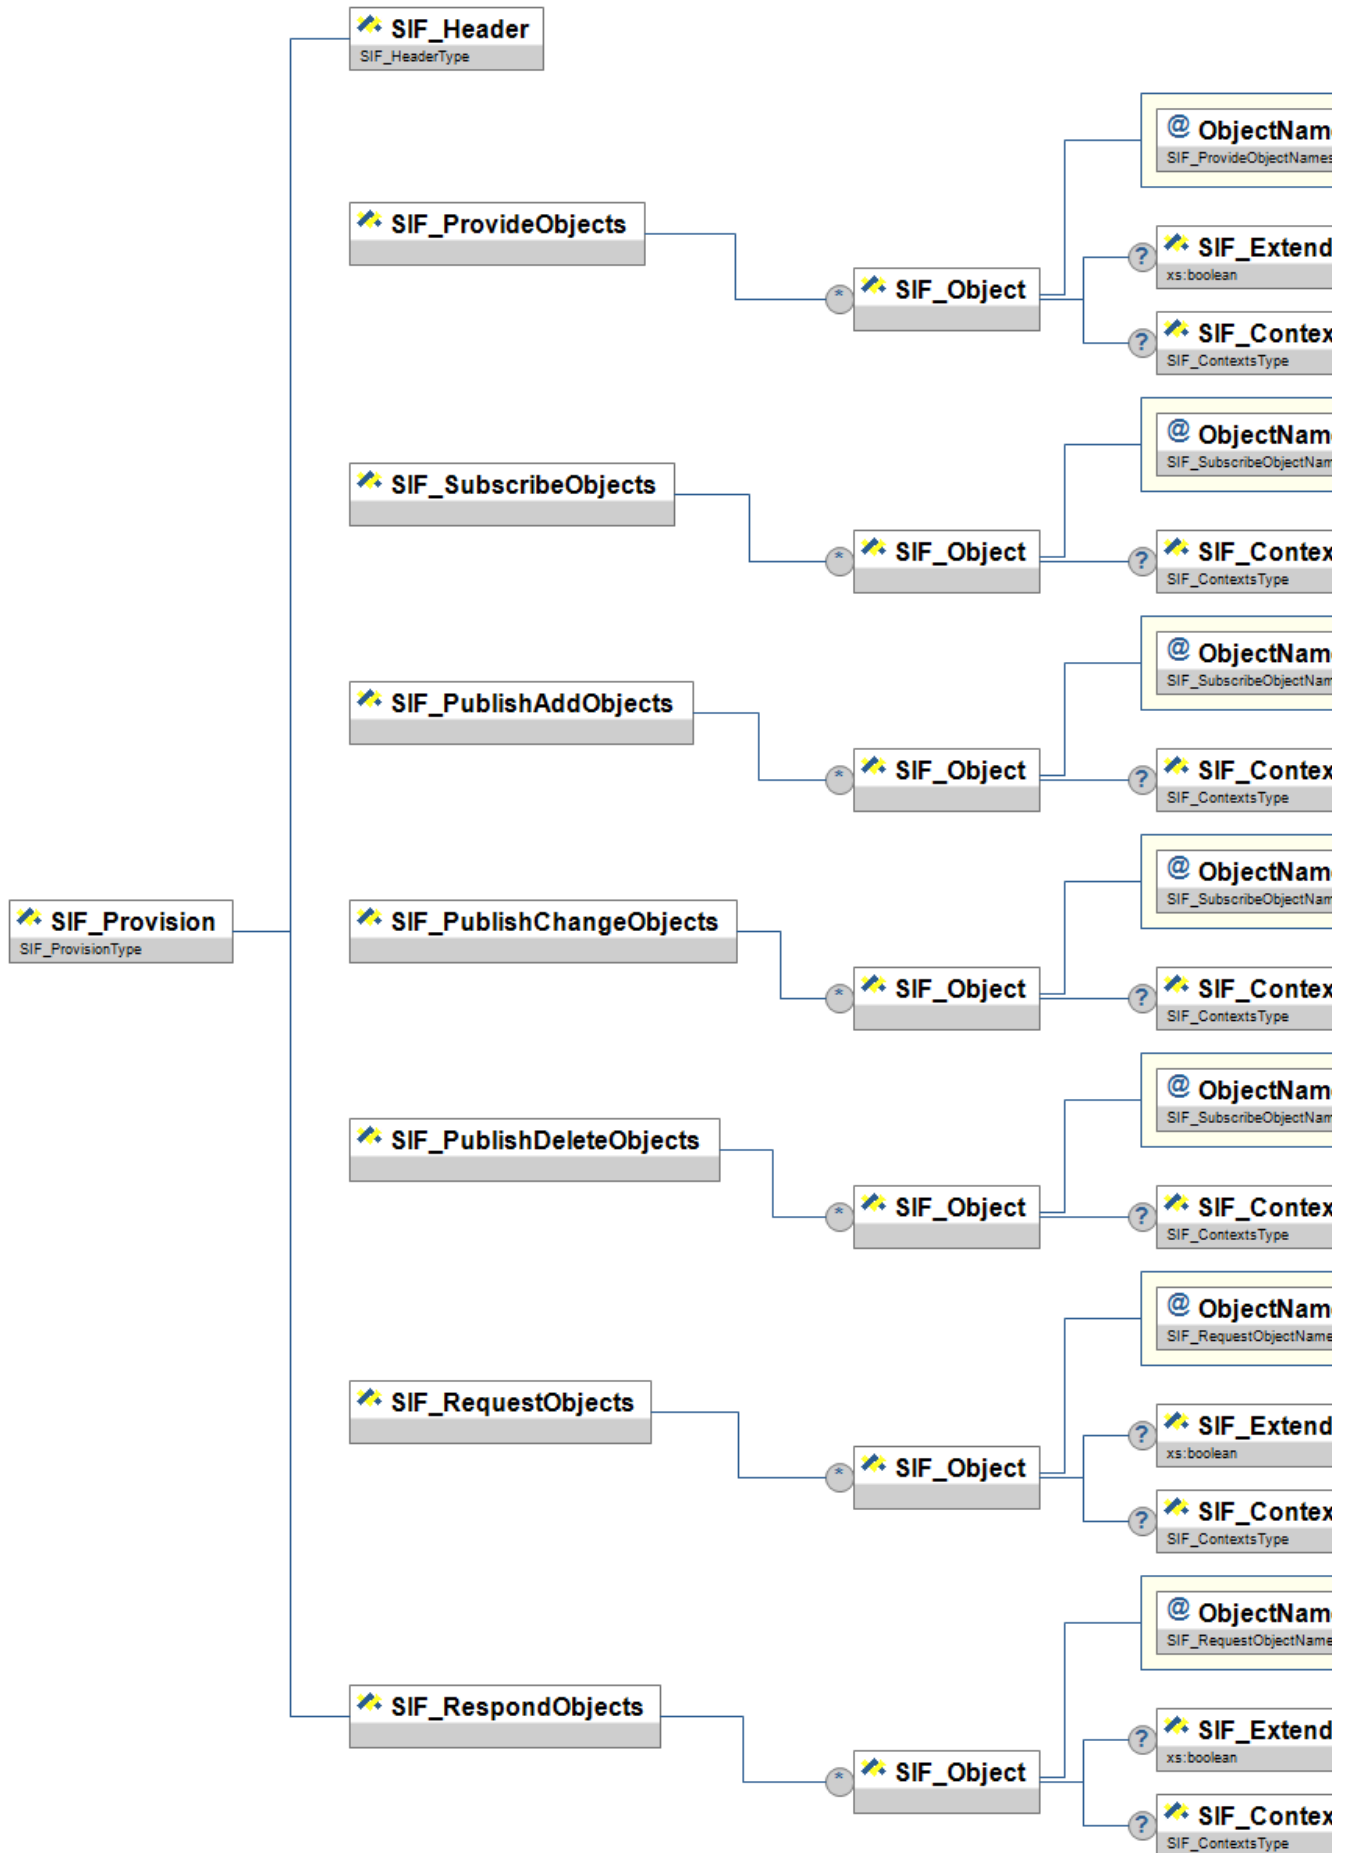 SIF_Header
SIF_HeaderType
@ ObjectNam
SIF_ProvideObjectNames
SIF_ProvideObjects
? SIF_Extend
xs:boolean
* SIF_Object
? SIF_Contex
SIF_ContextsType
@ ObjectNam
SIF_SubscribeObjectNam
SIF_SubscribeObjects
* SIF_Object
? SIF_Contex
SIF_ContextsType
@ ObjectNam
SIF_SubscribeObjectNam
SIF_PublishAddObjects
* SIF_Object
? SIF_Contex
SIF_ContextsType
@ ObjectNam
SIF_SubscribeObjectNam
SIF_Provision
SIF_ProvisionType
SIF_PublishChangeObjects
* SIF_Object
? SIF_Contex
SIF_ContextsType
@ ObjectNam
SIF_SubscribeObjectNam
SIF_PublishDeleteObjects
* SIF_Object
? SIF_Contex
SIF_ContextsType
@ ObjectNam
SIF_RequestObjectName
SIF_RequestObjects
? SIF_Extend
xs:boolean
* SIF_Object
? SIF_Contex
SIF_ContextsType
@ ObjectNam
SIF_RequestObjectName
SIF_RespondObjects
? SIF_Extend
xs:boolean
* SIF_Object
? SIF_Contex
SIF_ContextsType